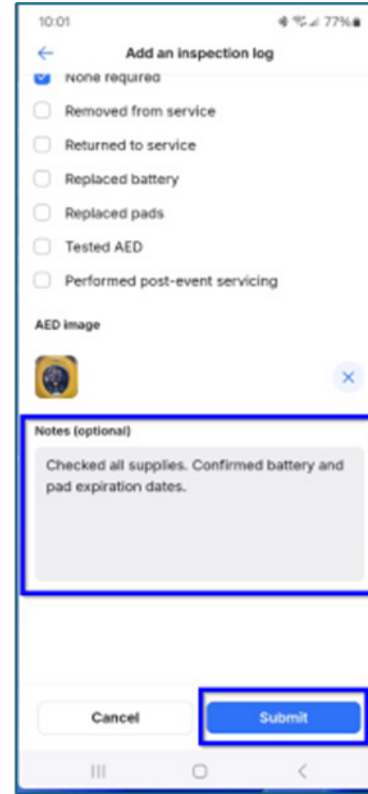 10:01 77%
Add an inspection log
None required
Removed from service
Returned to service
Replaced battery
Replaced pads
Tested AED
Performed post-event servicing
AED image
Notes (optional)
Checked all supplies. Confirmed battery and
pad expiration dates.
Cancel Submit